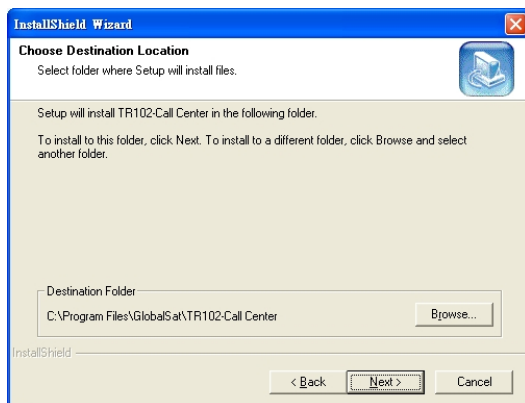 InstallShield Wizard
Choose Destination Location
Select folder where Setup will install files.
Setup will install TR102-Call Center in the following folder.
To install to this folder, click Next. To install to a different folder, click Browse and select
another folder.
Destination Folder
C:\Program Files\GlobalSat\TR102-Call Center
Browse...
InstallShield
< Back
Next >
Cancel